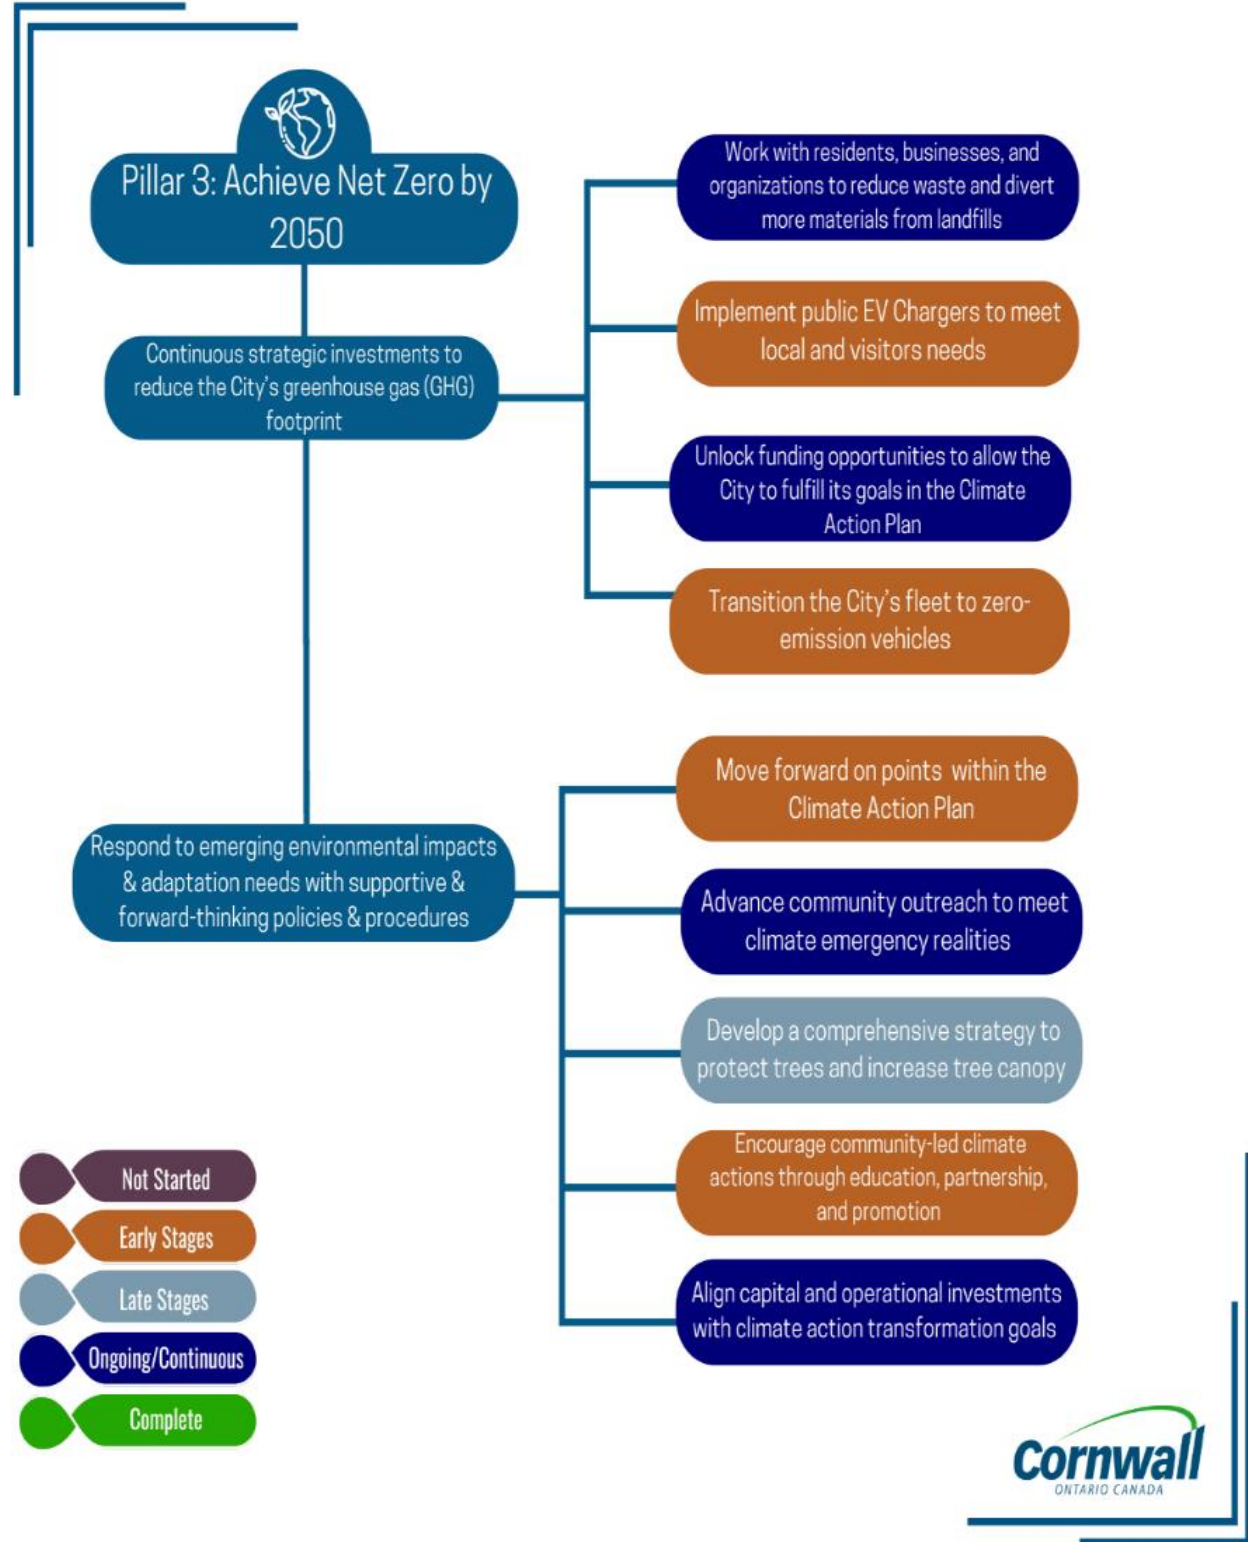 Pillar 3: Achieve Net Zero by
2050
Continuous strategic investments to
reduce the City's greenhouse gas (GHG)
footprint
Work with residents, businesses, and
organizations to reduce waste and divert
more materials from landfills
Implement public EV Chargers to meet
local and visitors needs
Unlock funding opportunities to allow the
City to fulfill its goals in the Climate
Action Plan
Transition the City's fleet to zero-
emission vehicles
Respond to emerging environmental impacts
& adaptation needs with supportive &
forward-thinking policies & procedures
Move forward on points within the
Climate Action Plan
Advance community outreach to meet
climate emergency realities
Develop a comprehensive strategy to
protect trees and increase tree canopy
Encourage community-led climate
actions through education, partnership,
and promotion
Align capital and operational investments
with climate action transformation goals
Not Started
Early Stages
Late Stages
Ongoing/Continuous
Complete
Cornwall
ONTARIO CANADA